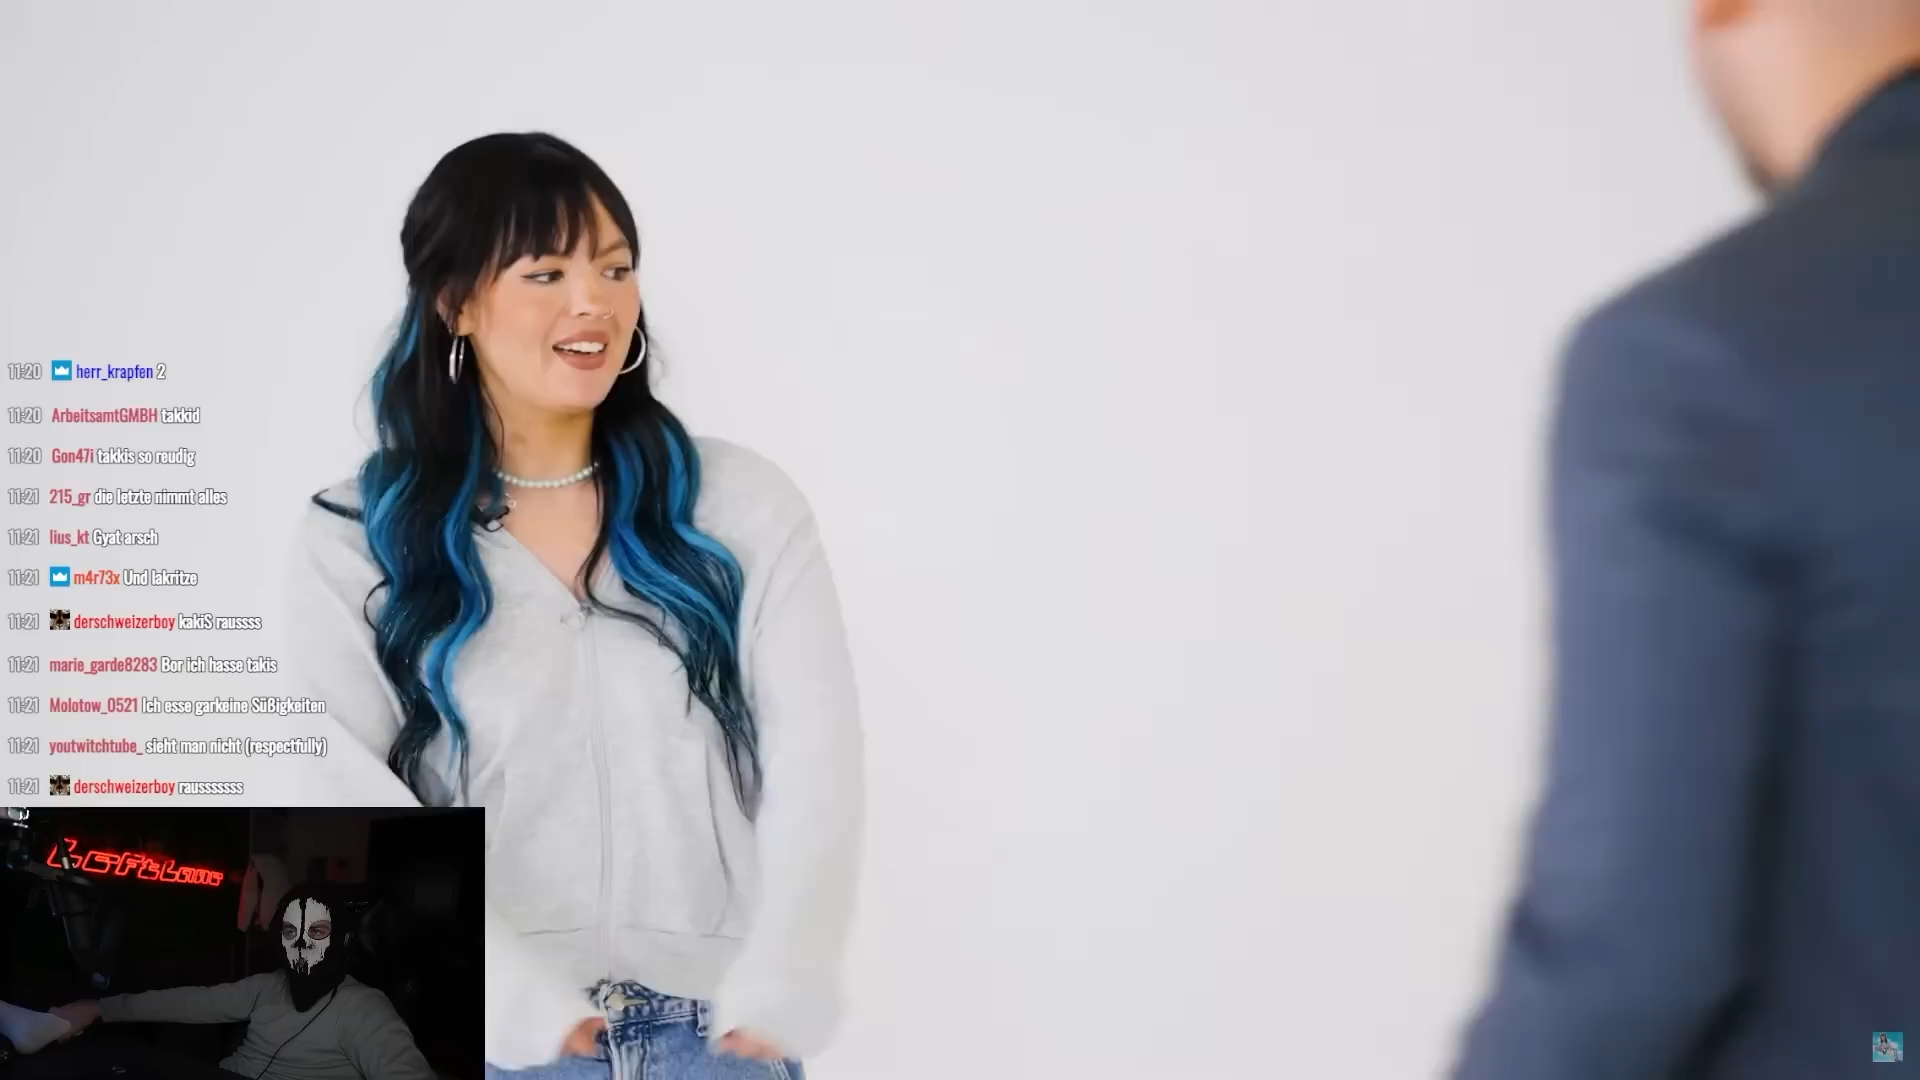 11:20 herr_krapfen 2
11:20 ArbeitsamtGMBH takkid
11:20 Gon47i takkis so reudig
11:21 215_gr die letzte nimmt alles
11:21 lius_kt Gyat arsch
11:21 m4r73x Und lakritze
11:21 derschweizerboy kakiS raussss
11:21 marie_garde8283 Bor ich hasse takis
11:21 Molotow_0521 Ich esse garkeine Süßigkeiten
11:21 youtwitchtube_ sieht man nicht (respectfully)
11:21 derschweizerboy rausssssss